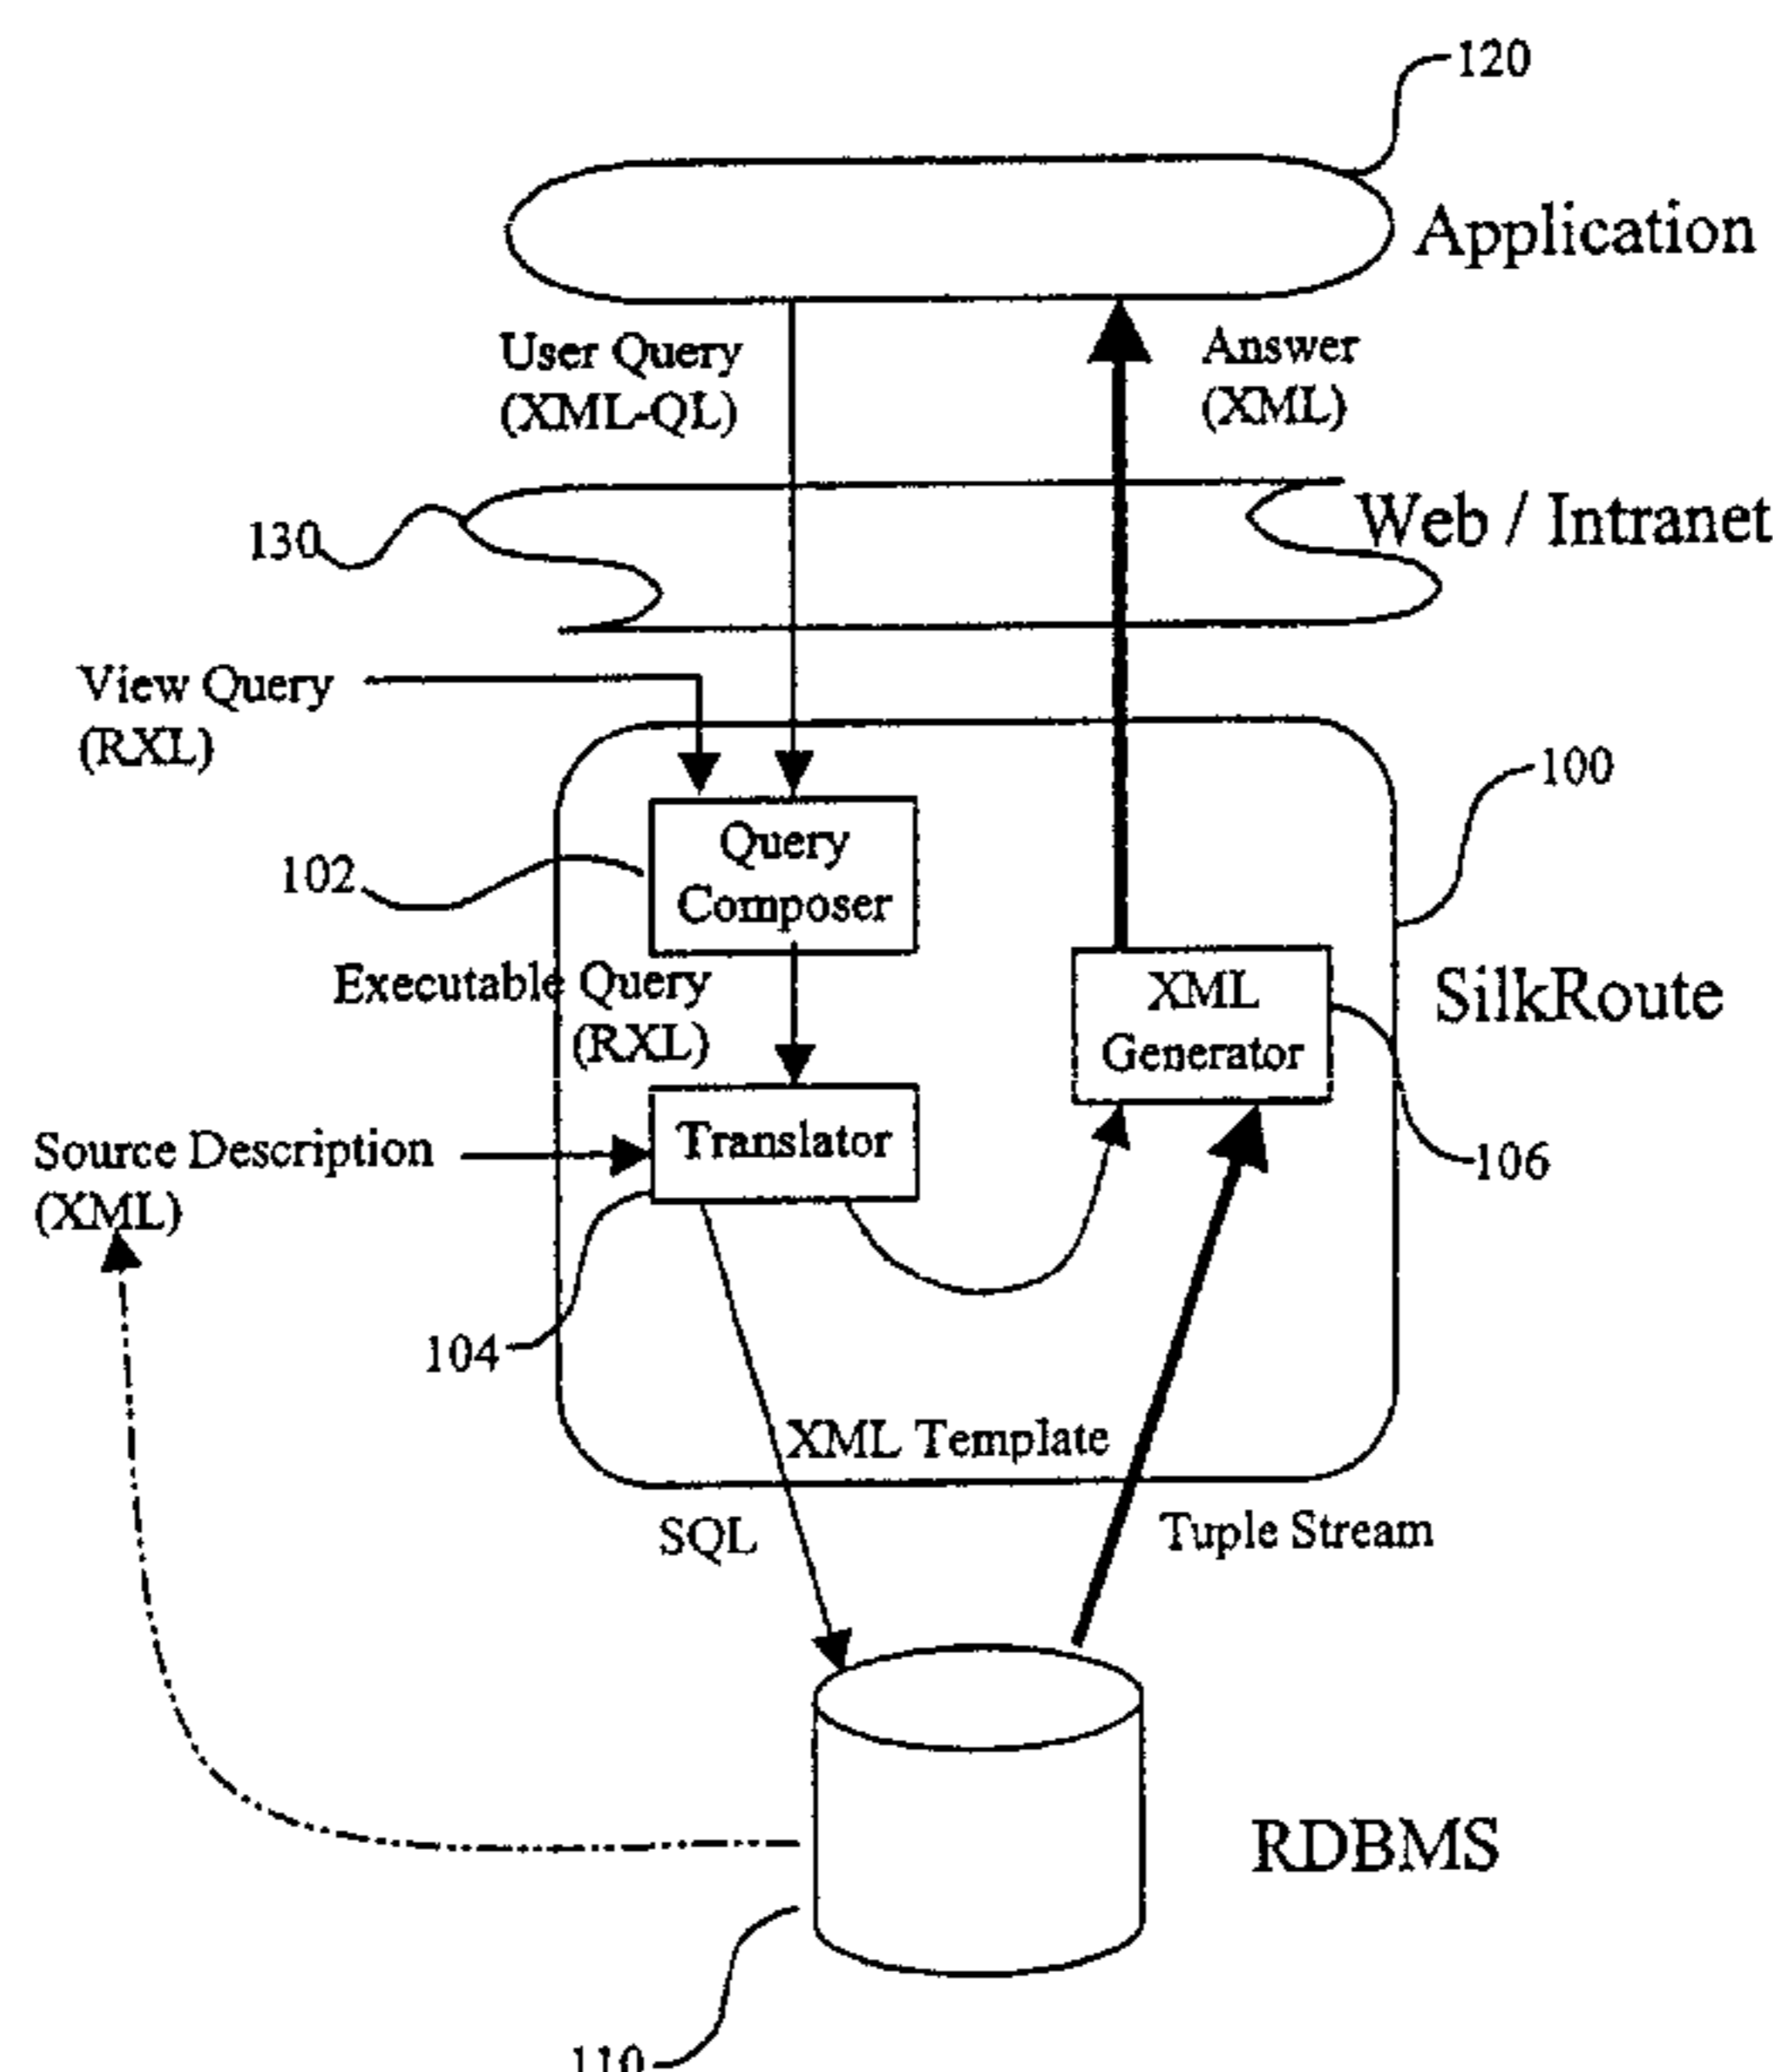 120
Application
User Query
(XML-QL)
Answer
(XML)
130
Web / Intranet
View Query
(RXL)
100
Query
Composer
102
Executable Query
(RXL)
XML
Generator
SilkRoute
Source Description
(XML)
Translator
106
104
XML Template
SQL
Tuple Stream
RDBMS
110